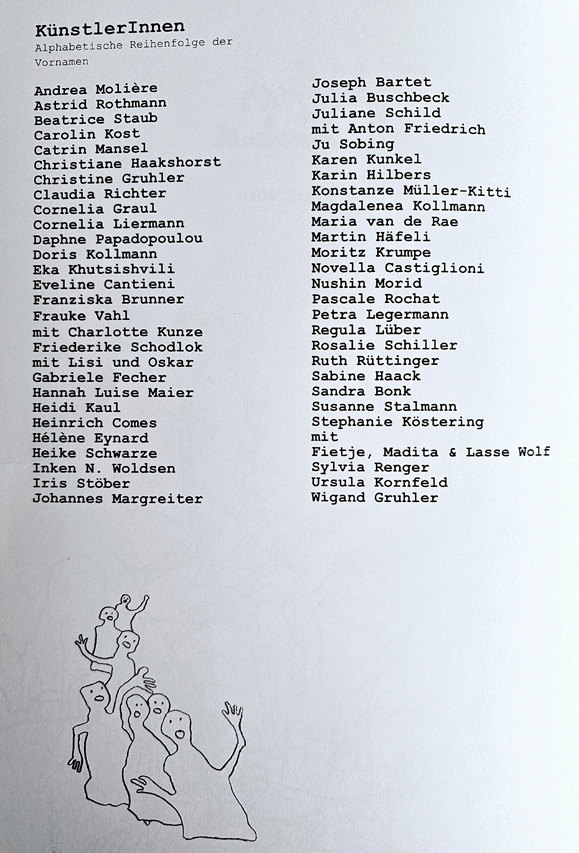 KünstlerInnen
Alphabetische Reihenfolge der
Vornamen
Andrea Molière
Astrid Rothmann
Beatrice Staub
Carolin Kost
Catrin Mansel
Christiane Haakshorst
Christine Gruhler
Claudia Richter
Cornelia Graul
Cornelia Liermann
Daphne Papadopoulou
Doris Kollmann
Eka Khutsishvili
Eveline Cantieni
Franziska Brunner
Frauke Vahl
mit Charlotte Kunze
Friederike Schodlok
mit Lisi und Oskar
Gabriele Fecher
Hannah Luise Maier
Heidi Kaul
Heinrich Comes
Hélène Eynard
Heike Schwarze
Inken N. Woldsen
Iris Stöber
Johannes Margreiter
Joseph Bartet
Julia Buschbeck
Juliane Schild
mit Anton Friedrich
Ju Sobing
Karen Kunkel
Karin Hilbers
Konstanze Müller-Kitti
Magdalenea Kollmann
Maria van de Rae
Martin Häfeli
Moritz Krumpe
Novella Castiglioni
Nushin Morid
Pascale Rochat
Petra Legermann
Regula Lüber
Rosalie Schiller
Ruth Rüttinger
Sabine Haack
Sandra Bonk
Susanne Stalmann
Stephanie Köstering
mit
Fietje, Madita & Lasse Wolf
Sylvia Renger
Ursula Kornfeld
Wigand Gruhler